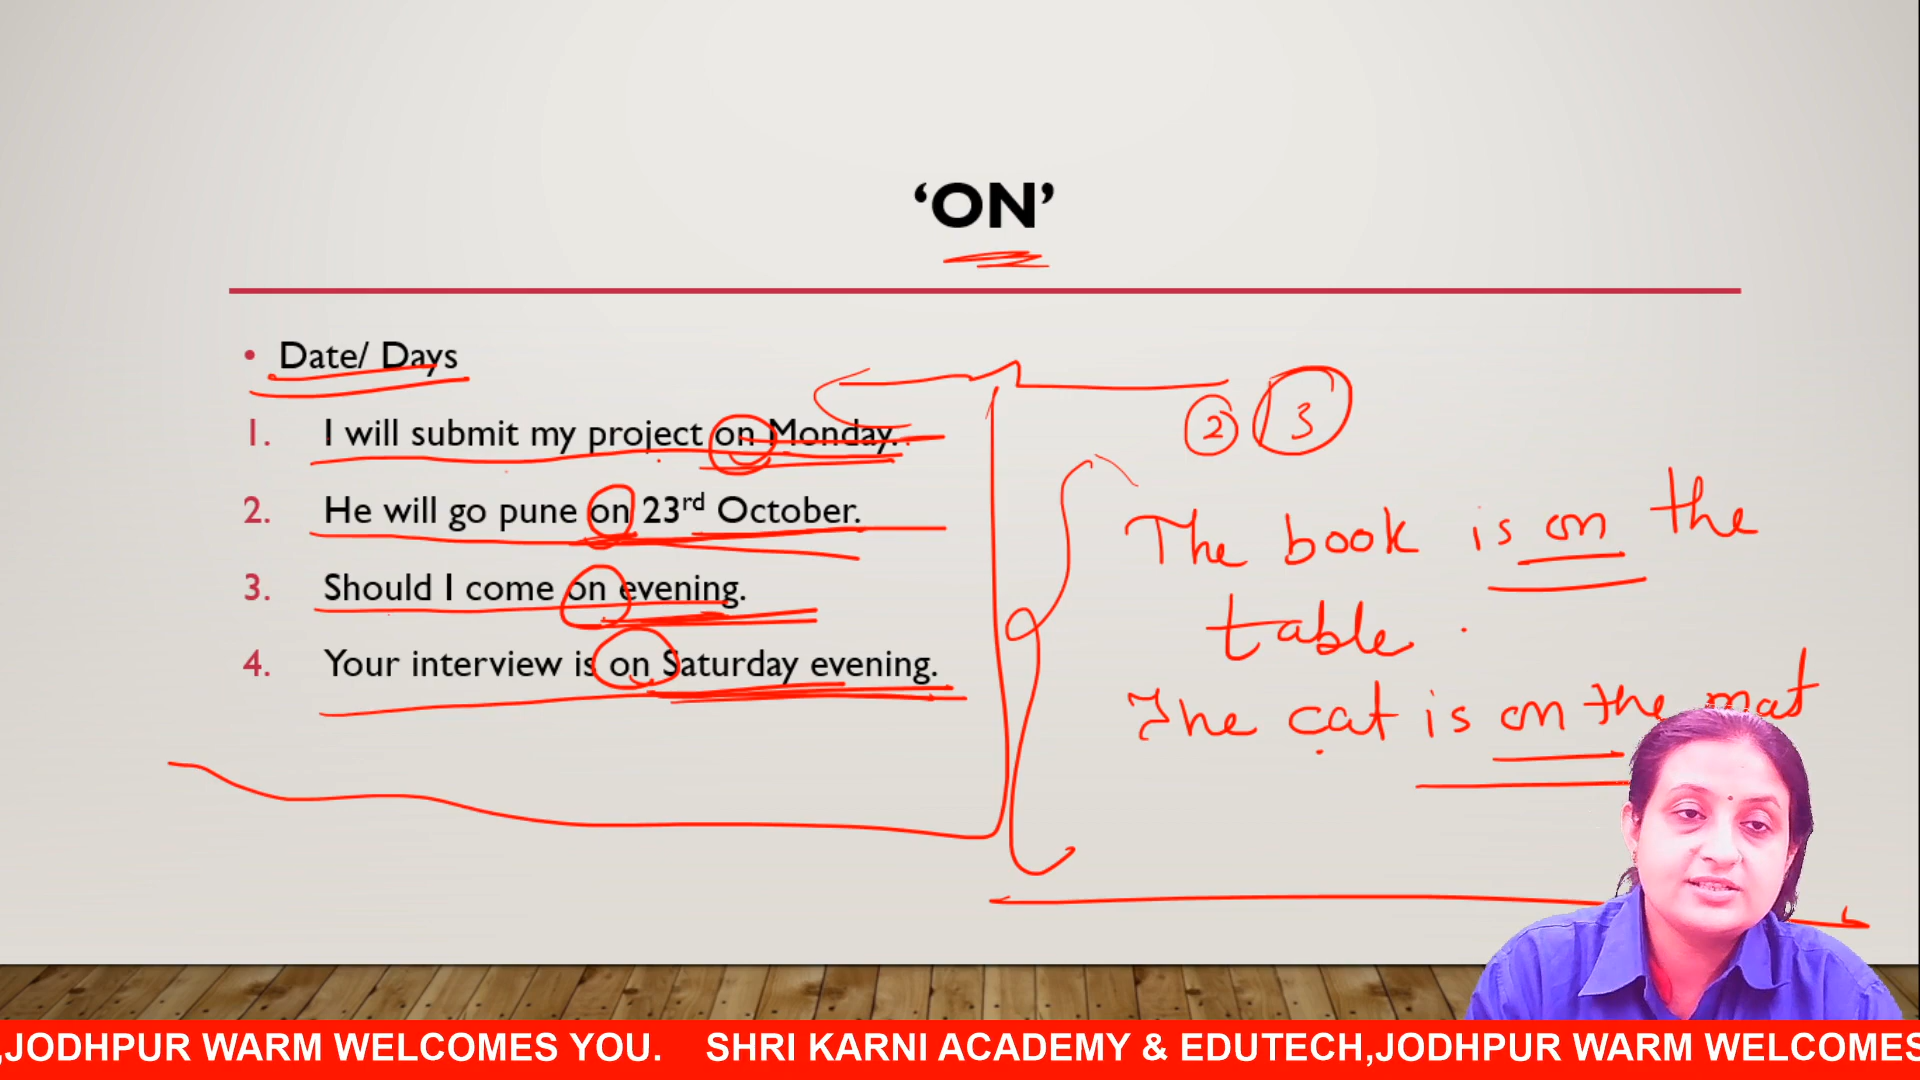 ‘ON’
• Date/ Days
1. I will submit my project on Monday.
2. He will go pune on 23rd October.
3. Should I come on evening.
4. Your interview is on Saturday evening.
2 3
The book is on the
table.
The cat is on the mat
,JODHPUR WARM WELCOMES YOU. SHRI KARNI ACADEMY & EDUTECH,JODHPUR WARM WELCOMES